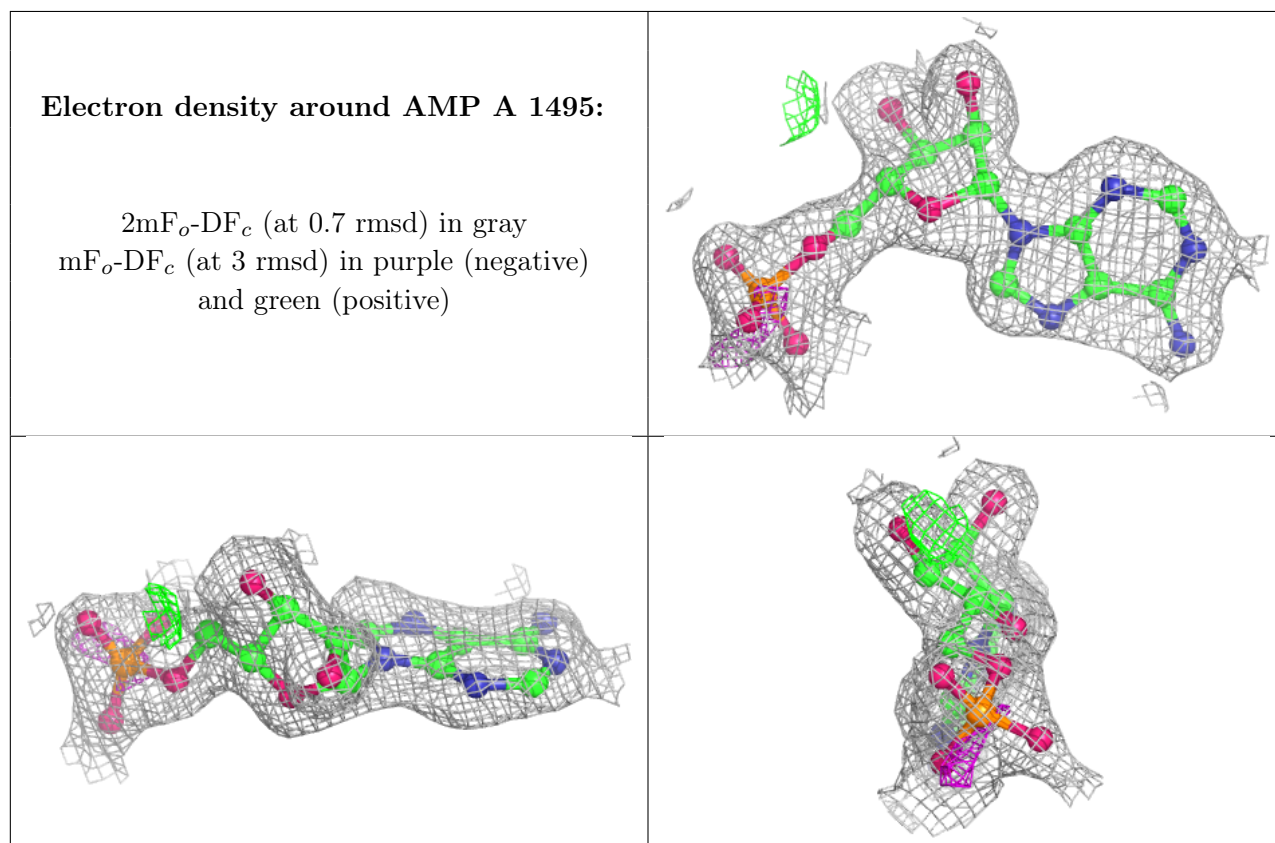 Electron density around AMP A 1495:
2mFₒ-DF𝒸 (at 0.7 rmsd) in gray
mFₒ-DF𝒸 (at 3 rmsd) in purple (negative)
and green (positive)